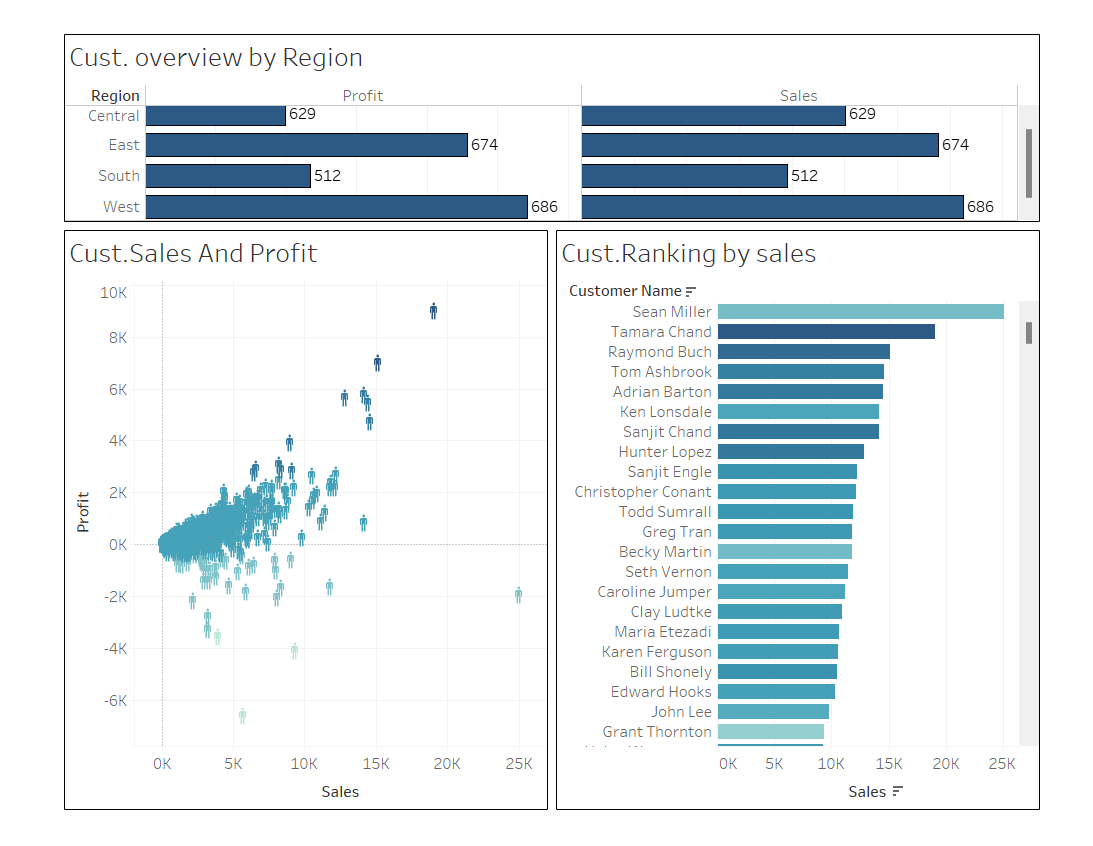 Cust. overview by Region
Region Profit Sales
Central 629 629
East 674 674
South 512 512
West 686 686
Cust.Sales And Profit
10K
8K
6K
4K
2K
0K
-2K
-4K
-6K
Profit
0K 5K 10K 15K 20K 25K
Sales
Cust.Ranking by sales
Customer Name
Sean Miller
Tamara Chand
Raymond Buch
Tom Ashbrook
Adrian Barton
Ken Lonsdale
Sanjit Chand
Hunter Lopez
Sanjit Engle
Christopher Conant
Todd Sumrall
Greg Tran
Becky Martin
Seth Vernon
Caroline Jumper
Clay Ludtke
Maria Etezadi
Karen Ferguson
Bill Shonely
Edward Hooks
John Lee
Grant Thornton
0K 5K 10K 15K 20K 25K
Sales